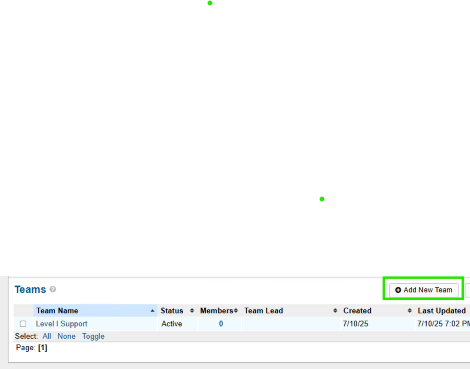 Teams
Add New Team
Team Name Status Members Team Lead Created Last Updated
Level I Support Active 0 7/10/25 7/10/25 7:02 PM
Select: All None Toggle
Page: [1]